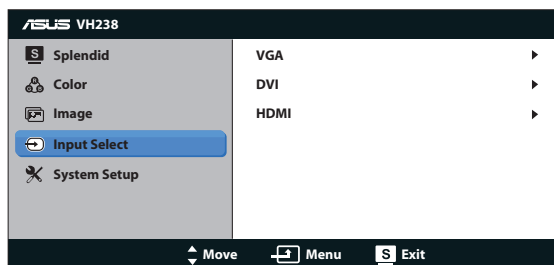 ASUS VH238
S Splendid
Color
Image
Input Select
System Setup
VGA
DVI
HDMI
Move Menu S Exit